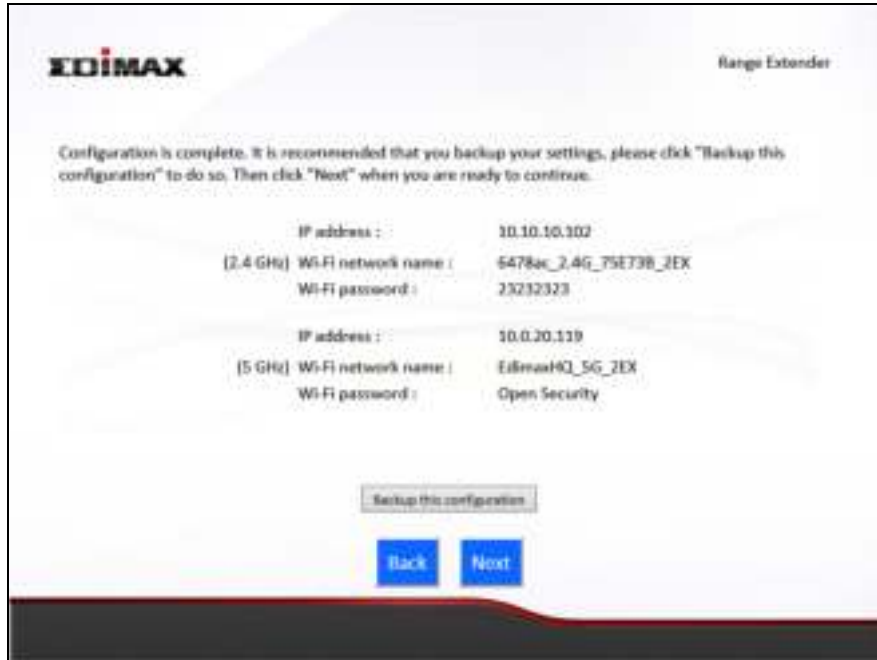 EDIMAX
Range Extender
Configuration is complete. It is recommended that you backup your settings, please click "Backup this
configuration" to do so. Then click "Next" when you are ready to continue.
IP address : 10.10.10.102
(2.4 GHz) Wi-Fi network name : 6478ac_2.4G_75E73B_2EX
Wi-Fi password : 23232323
IP address : 10.0.20.119
(5 GHz) Wi-Fi network name : EdimaxHQ_5G_2EX
Wi-Fi password : Open Security
Backup this configuration
Back Next